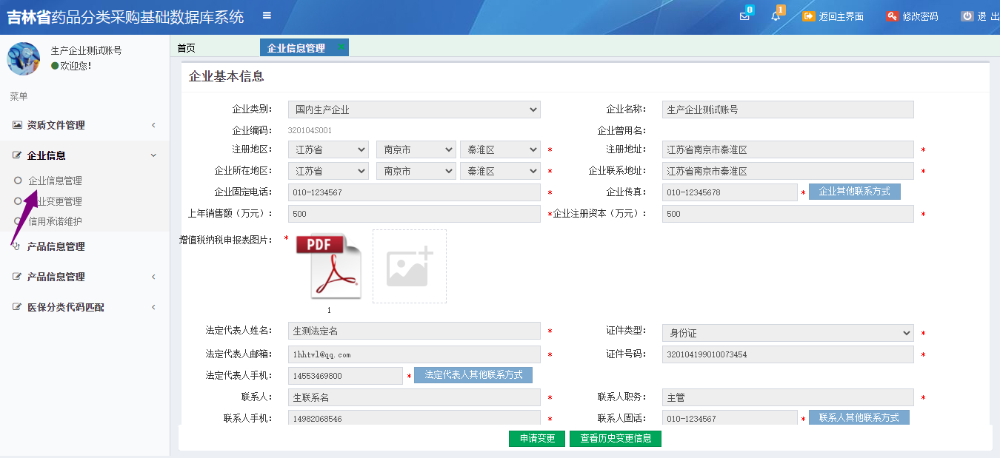 吉林省药品分类采购基础数据库系统
0
1
返回主界面
修改密码
退 出
生产企业测试账号
欢迎您!
菜单
资质文件管理
企业信息
企业信息管理
业变更管理
信用承诺维护
产品信息管理
产品信息管理
医保分类代码匹配
首页
企业信息管理
企业基本信息
企业类别: 国内生产企业 企业名称: 生产企业测试账号
企业编码: 320104S001 企业曾用名:
注册地区: 江苏省 南京市 秦淮区 * 注册地址: 江苏省南京市秦淮区 *
企业所在地区: 江苏省 南京市 秦淮区 * 企业联系地址: 江苏省南京市秦淮区 *
企业固定电话: 010-1234567 * 企业传真: 010-12345678 * 企业其他联系方式
上年销售额（万元）: 500 * 企业注册资本（万元）: 500 *
增值税纳税申报表图片: *
PDF
1
法定代表人姓名: 生测法定名 * 证件类型: 身份证 *
法定代表人邮箱: lhhtvl@qq.com * 证件号码: 320104199010073454 *
法定代表人手机: 14553469800 * 法定代表人其他联系方式
联系人: 生联系名 * 联系人职务: 主管 *
联系人手机: 14982068546 * 联系人固话: 010-1234567 * 联系人其他联系方式
申请变更 查看历史变更信息